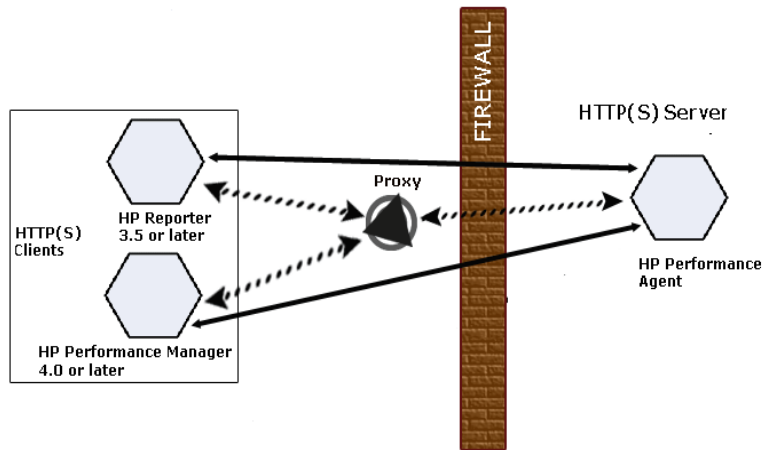 FIREWALL
HTTP(S) Server
Proxy
HP Reporter
3.5 or later
HTTP(S)
Clients
HP Performance
Agent
HP Performance Manager
4.0 or later